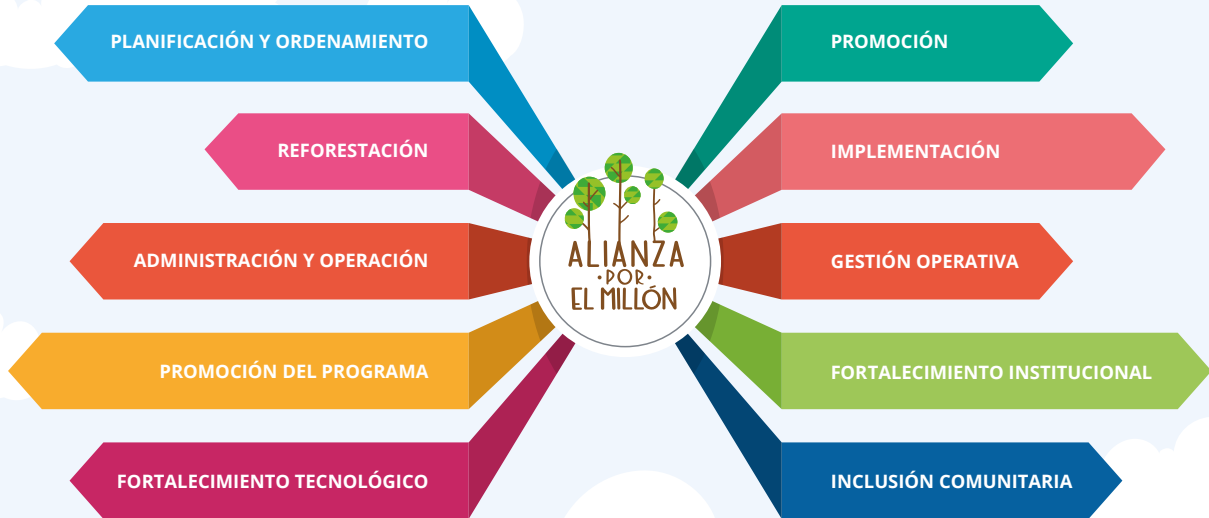 PLANIFICACIÓN Y ORDENAMIENTO
REFORESTACIÓN
ADMINISTRACIÓN Y OPERACIÓN
PROMOCIÓN DEL PROGRAMA
FORTALECIMIENTO TECNOLÓGICO
ALIANZA
·POR·
EL MILLÓN
PROMOCIÓN
IMPLEMENTACIÓN
GESTIÓN OPERATIVA
FORTALECIMIENTO INSTITUCIONAL
INCLUSIÓN COMUNITARIA